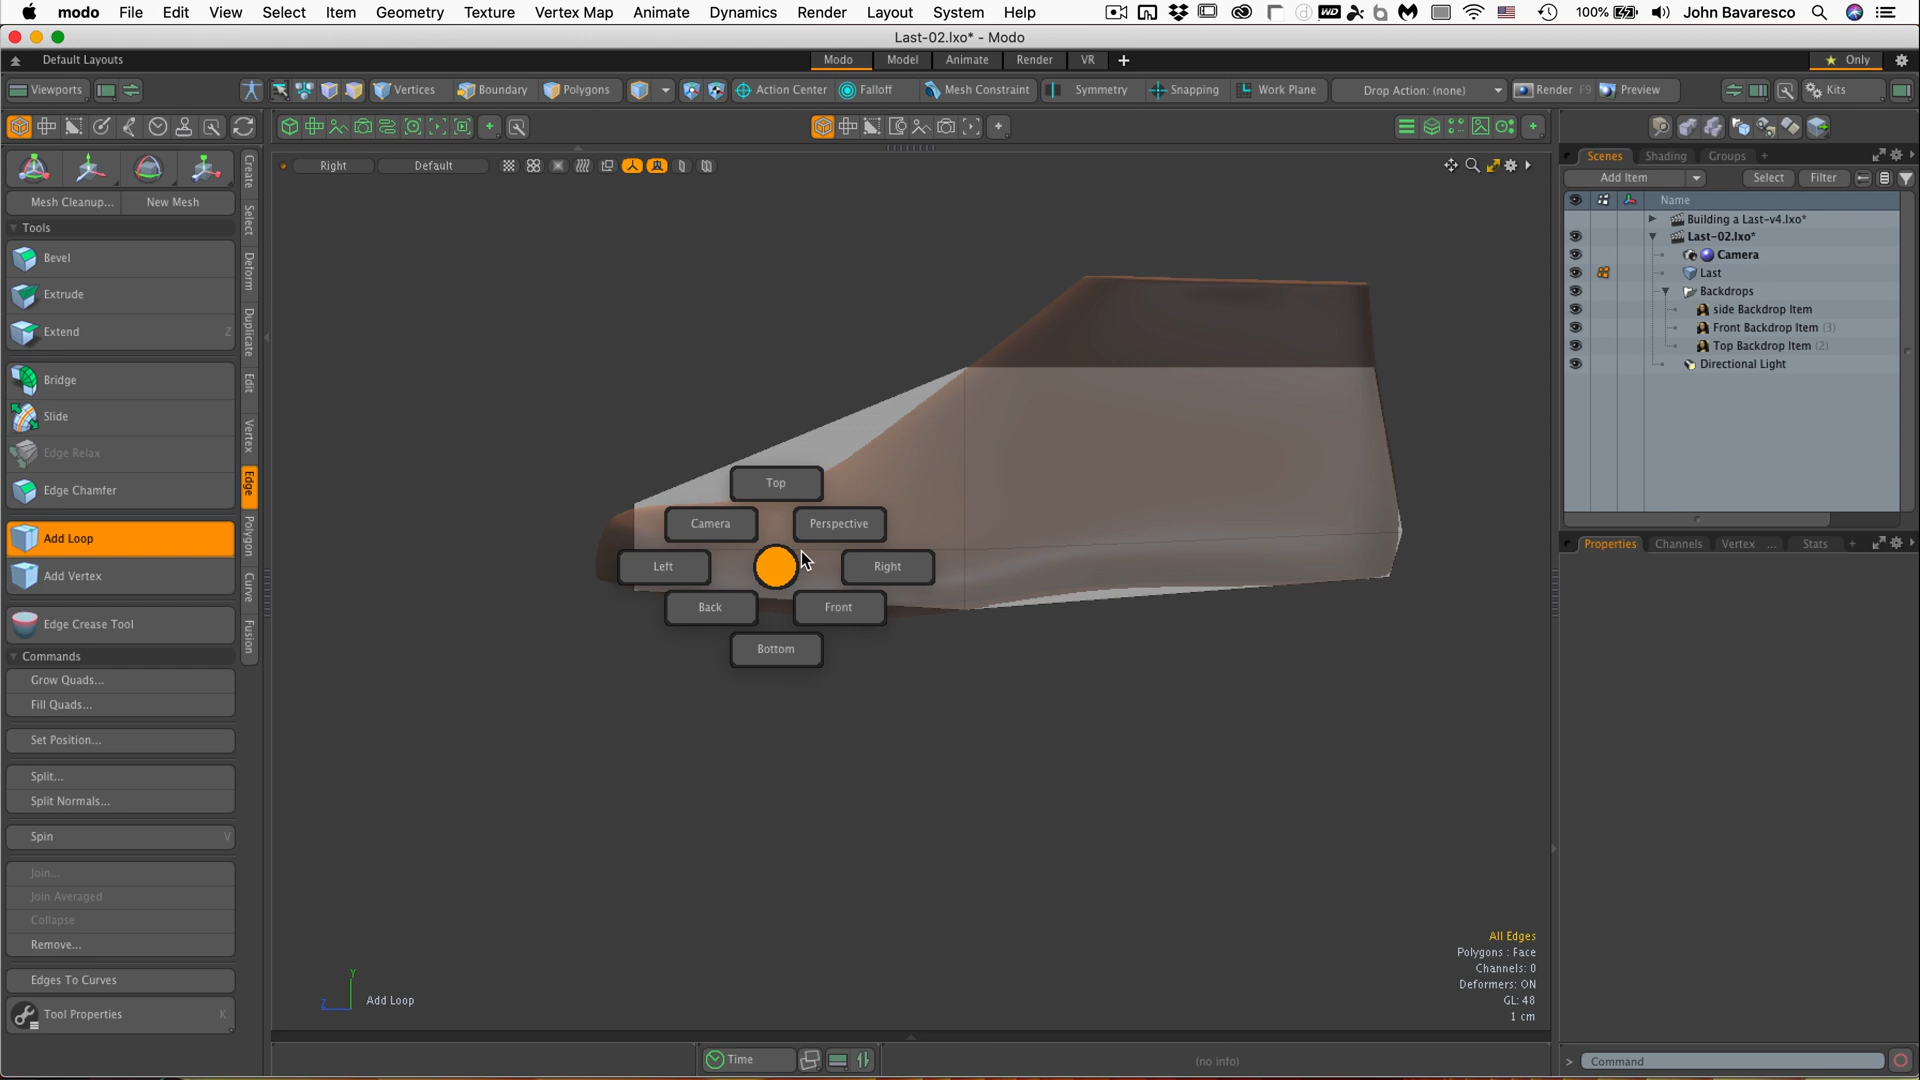 modo File Edit View Select Item Geometry Texture Vertex Map Animate Dynamics Render Layout System Help WD 100% John Bavaresco
Last-02.lxo* - Modo
Default Layouts Modo Model Animate Render VR Only
Viewports Vertices Boundary Polygons Action Center Falloff Mesh Constraint Symmetry Snapping Work Plane Drop Action: (none) Render F9 Preview Kits
Right Default
Scenes Shading Groups +
Add Item Select Filter
Name
Building a Last-v4.lxo*
Last-02.lxo*
Camera
Last
Backdrops
side Backdrop Item
Front Backdrop Item (3)
Top Backdrop Item (2)
Directional Light
Properties Channels Vertex ... Stats +
Mesh Cleanup... New Mesh
Tools
Bevel
Extrude
Extend Z
Bridge
Slide
Edge Relax
Edge Chamfer
Add Loop
Add Vertex
Edge Crease Tool
Commands
Grow Quads...
Fill Quads...
Set Position...
Split...
Split Normals...
Spin V
Join...
Join Averaged
Collapse
Remove...
Edges To Curves
Tool Properties K
Create
Select
Deform
Duplicate
Edit
Vertex
Edge
Polygon
Curve
Fusion
Top
Camera Perspective
Left Right
Back Front
Bottom
All Edges
Polygons : Face
Channels: 0
Deformers: ON
GL: 48
1 cm
Y
Z
Add Loop
Time (no info) > Command